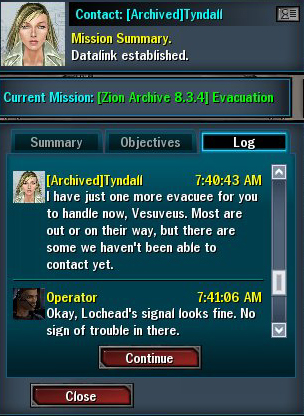 Contact: [Archived]Tyndall
Mission Summary.
Datalink established.
Current Mission: [Zion Archive 8.3.4] Evacuation
Summary
Objectives
Log
[Archived]Tyndall 7:40:43 AM
I have just one more evacuee for you
to handle now, Vesuveus. Most are
out or on their way, but there are
some we haven't been able to
contact yet.
Operator 7:41:06 AM
Okay, Lochead's signal looks fine. No
sign of trouble in there.
Continue
Close